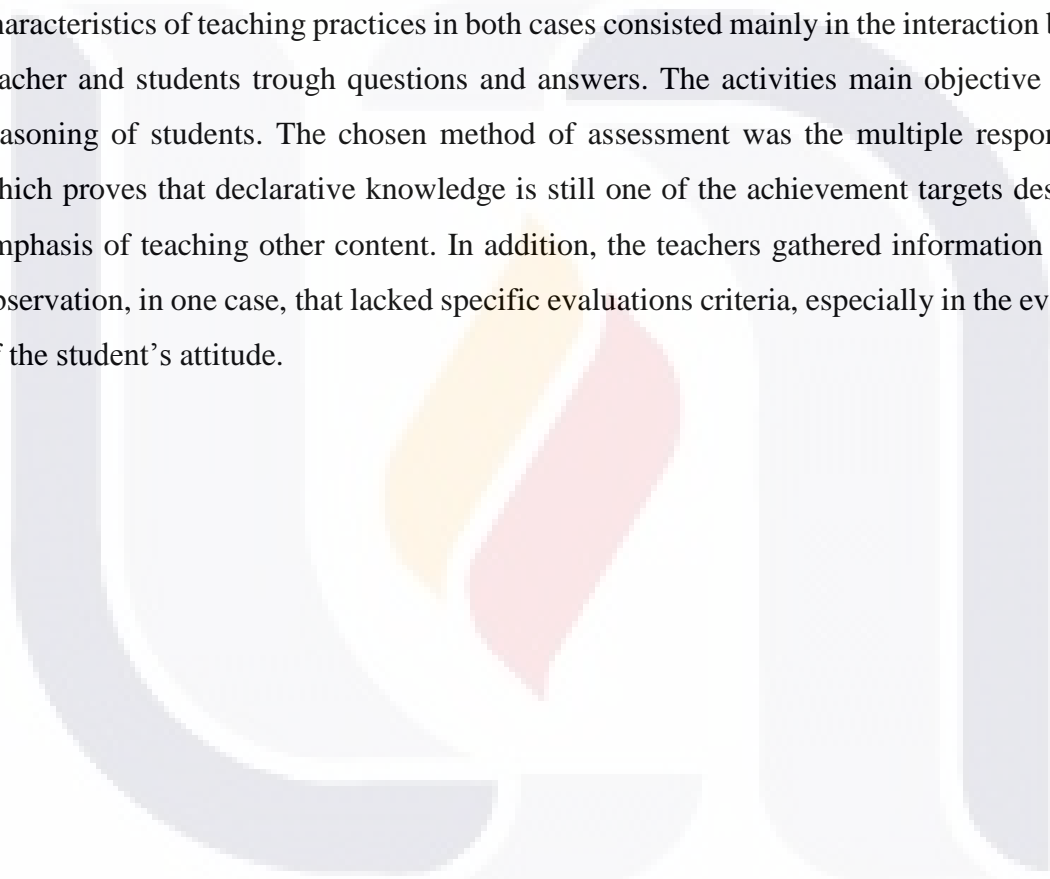 haracteristics of teaching practices in both cases consisted mainly in the interaction
acher and students trough questions and answers. The activities main objective
asoning of students. The chosen method of assessment was the multiple respon
hich proves that declarative knowledge is still one of the achievement targets des
mphasis of teaching other content. In addition, the teachers gathered information
bservation, in one case, that lacked specific evaluations criteria, especially in the ev
the student’s attitude.